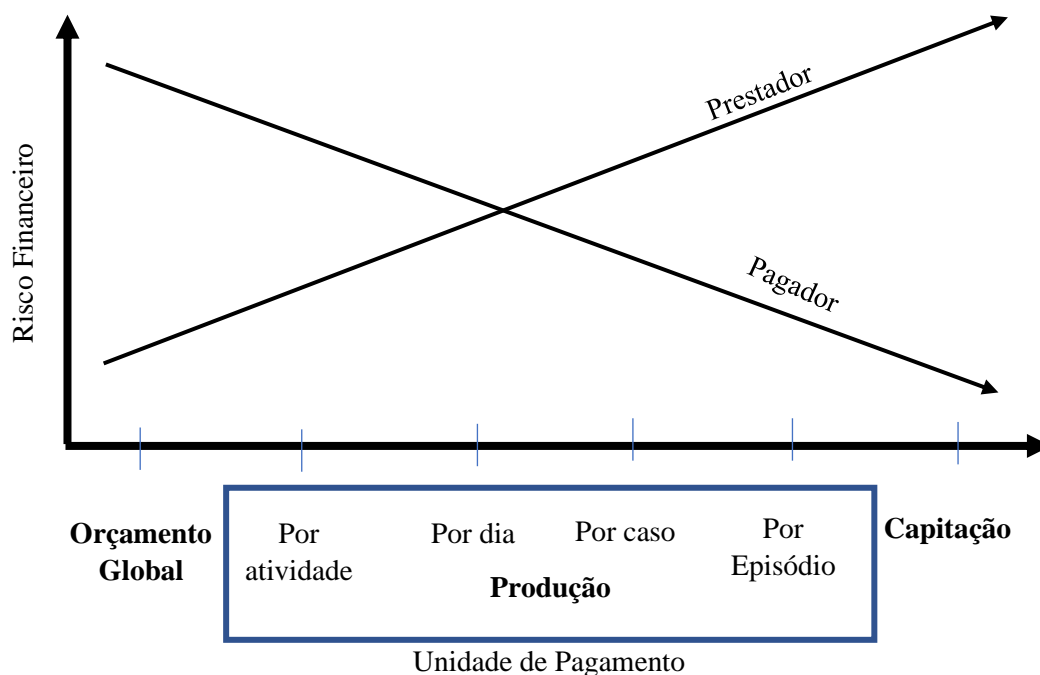 Risco Financeiro
Prestador
Pagador
Orçamento
Global
Por
atividade
Por dia
Por caso
Por
Episódio
Produção
Capitação
Unidade de Pagamento